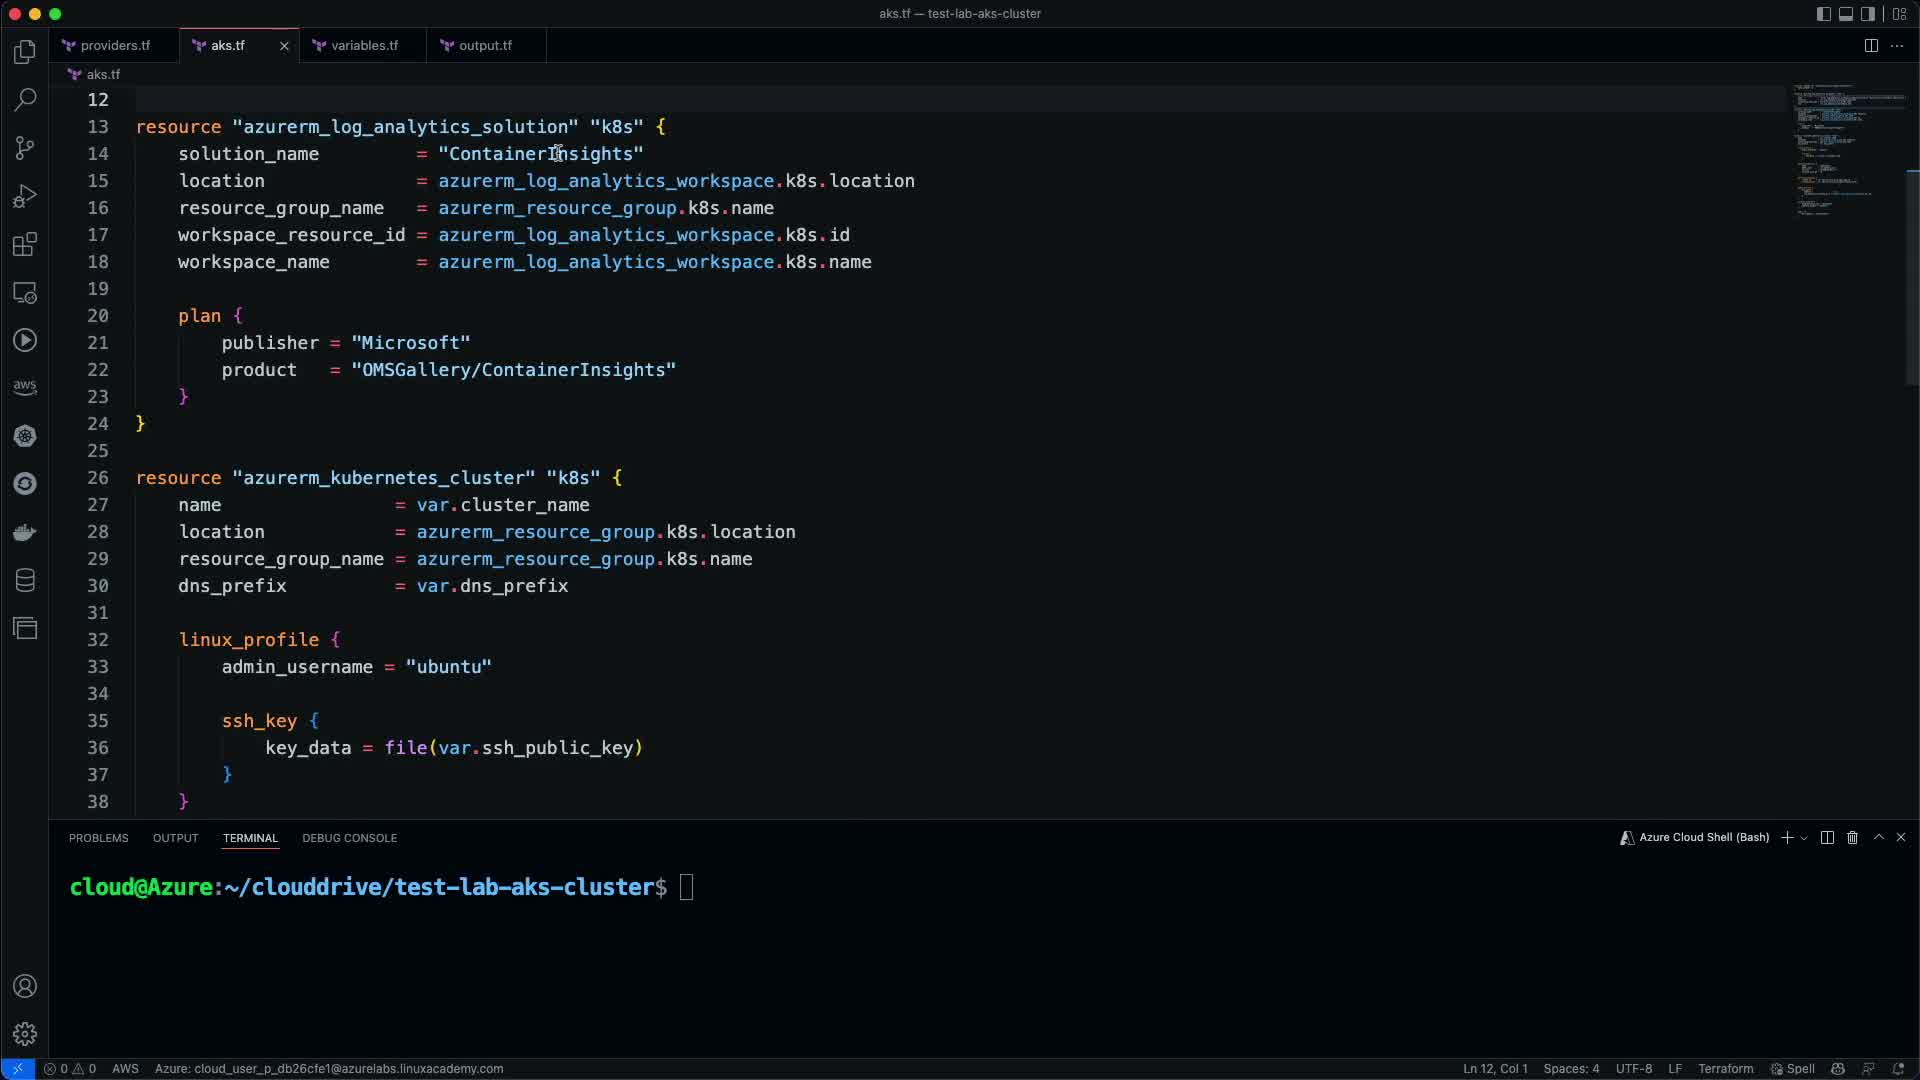 aks.tf — test-lab-aks-cluster
providers.tf
aks.tf
variables.tf
output.tf
aks.tf
12
13 resource "azurerm_log_analytics_solution" "k8s" {
14 solution_name = "ContainerInsights"
15 location = azurerm_log_analytics_workspace.k8s.location
16 resource_group_name = azurerm_resource_group.k8s.name
17 workspace_resource_id = azurerm_log_analytics_workspace.k8s.id
18 workspace_name = azurerm_log_analytics_workspace.k8s.name
19
20 plan {
21 publisher = "Microsoft"
22 product = "OMSGallery/ContainerInsights"
23 }
24 }
25
26 resource "azurerm_kubernetes_cluster" "k8s" {
27 name = var.cluster_name
28 location = azurerm_resource_group.k8s.location
29 resource_group_name = azurerm_resource_group.k8s.name
30 dns_prefix = var.dns_prefix
31
32 linux_profile {
33 admin_username = "ubuntu"
34
35 ssh_key {
36 key_data = file(var.ssh_public_key)
37 }
38 }
aws
PROBLEMS OUTPUT TERMINAL DEBUG CONSOLE
Azure Cloud Shell (Bash)
cloud@Azure:~/clouddrive/test-lab-aks-cluster$
0 0 AWS Azure: cloud_user_p_db26cfe1@azurelabs.linuxacademy.com
Ln 12, Col 1 Spaces: 4 UTF-8 LF Terraform Spell